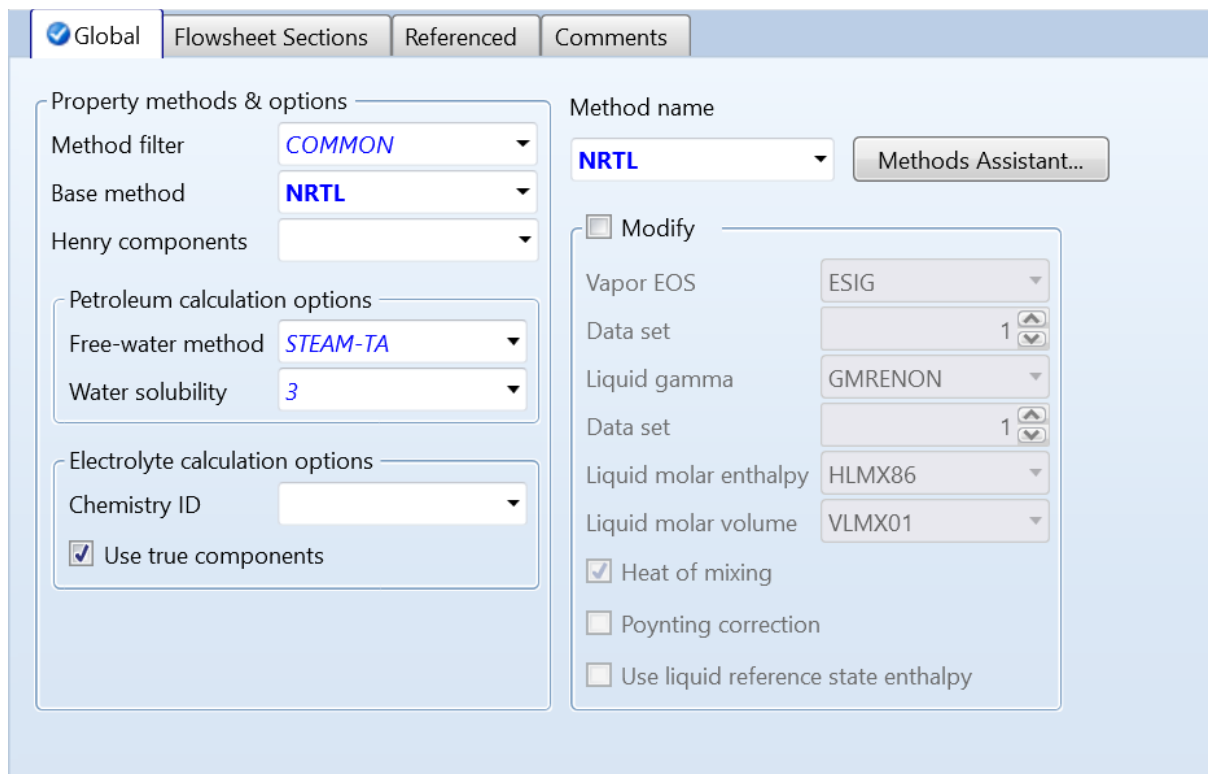 Global Flowsheet Sections Referenced Comments
Property methods & options
Method filter COMMON
Base method NRTL
Henry components
Petroleum calculation options
Free-water method STEAM-TA
Water solubility 3
Electrolyte calculation options
Chemistry ID
Use true components
Method name
NRTL Methods Assistant...
Modify
Vapor EOS ESIG
Data set 1
Liquid gamma GMRENON
Data set 1
Liquid molar enthalpy HLMX86
Liquid molar volume VLMX01
Heat of mixing
Poynting correction
Use liquid reference state enthalpy